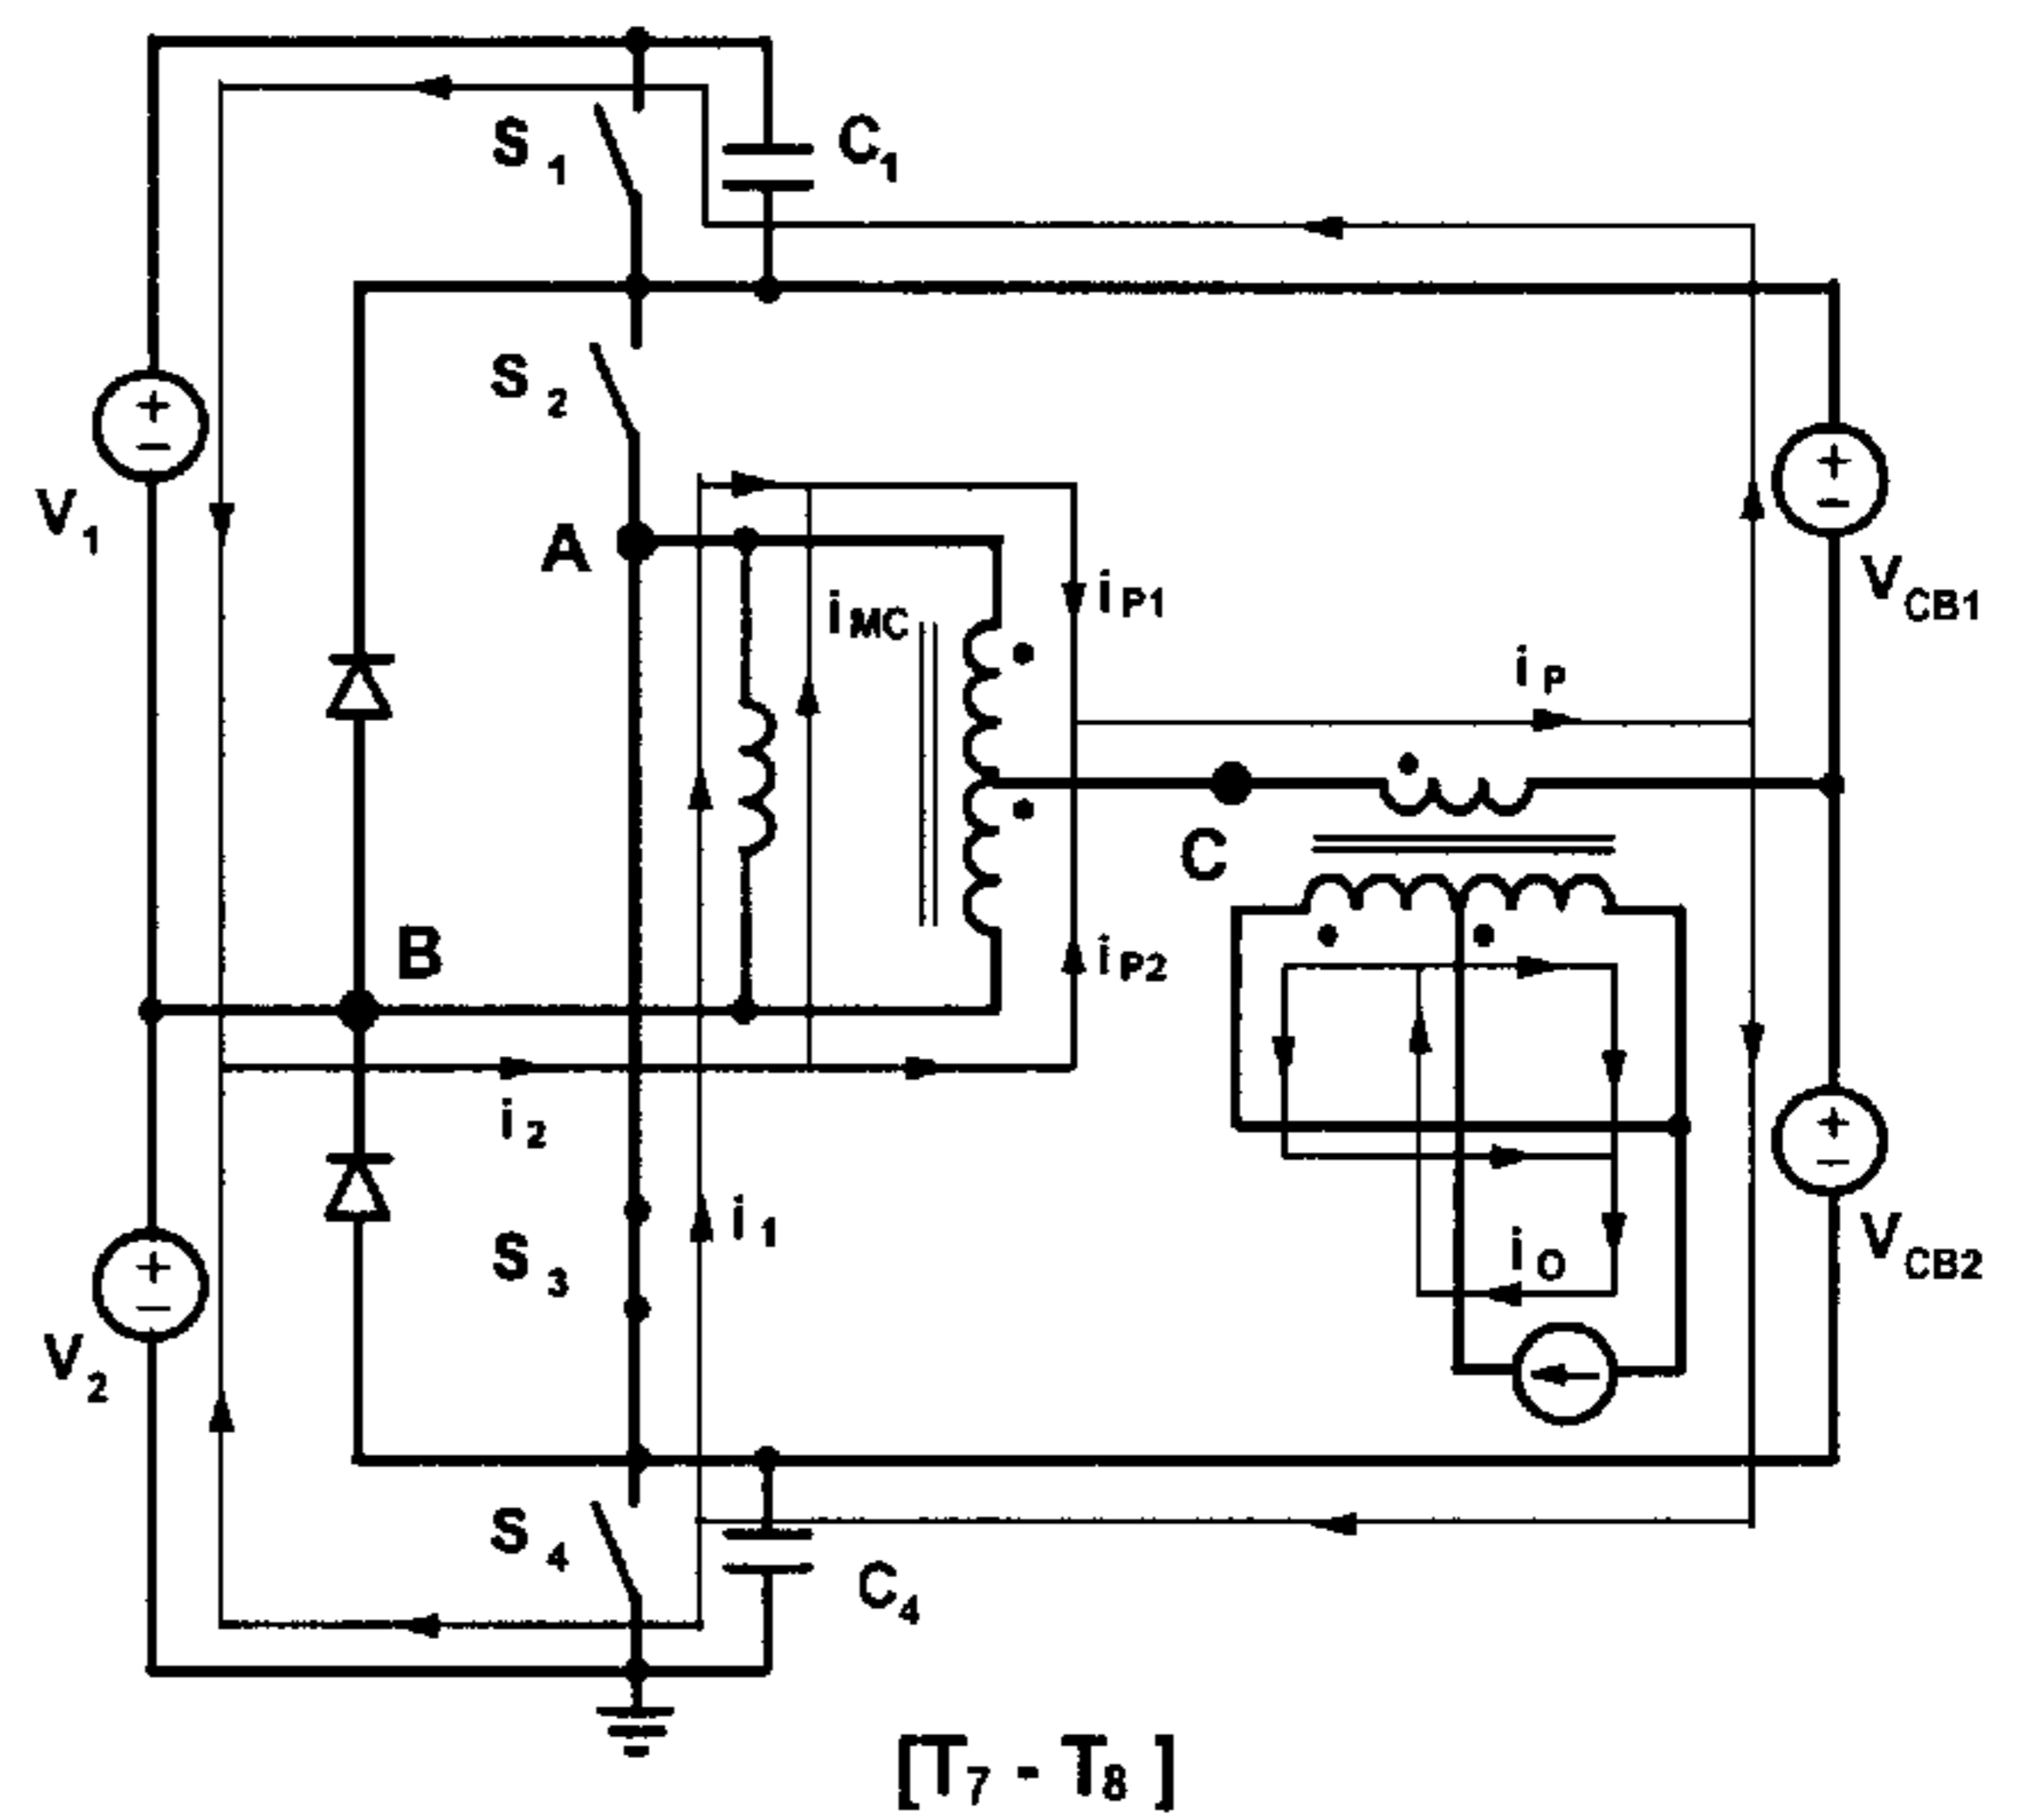 S1
C1
S2
V1
A
iMC
iP1
VCB1
iP
C
B
iP2
i2
i1
S3
iO
VCB2
V2
S4
C4
[T7 - T8]